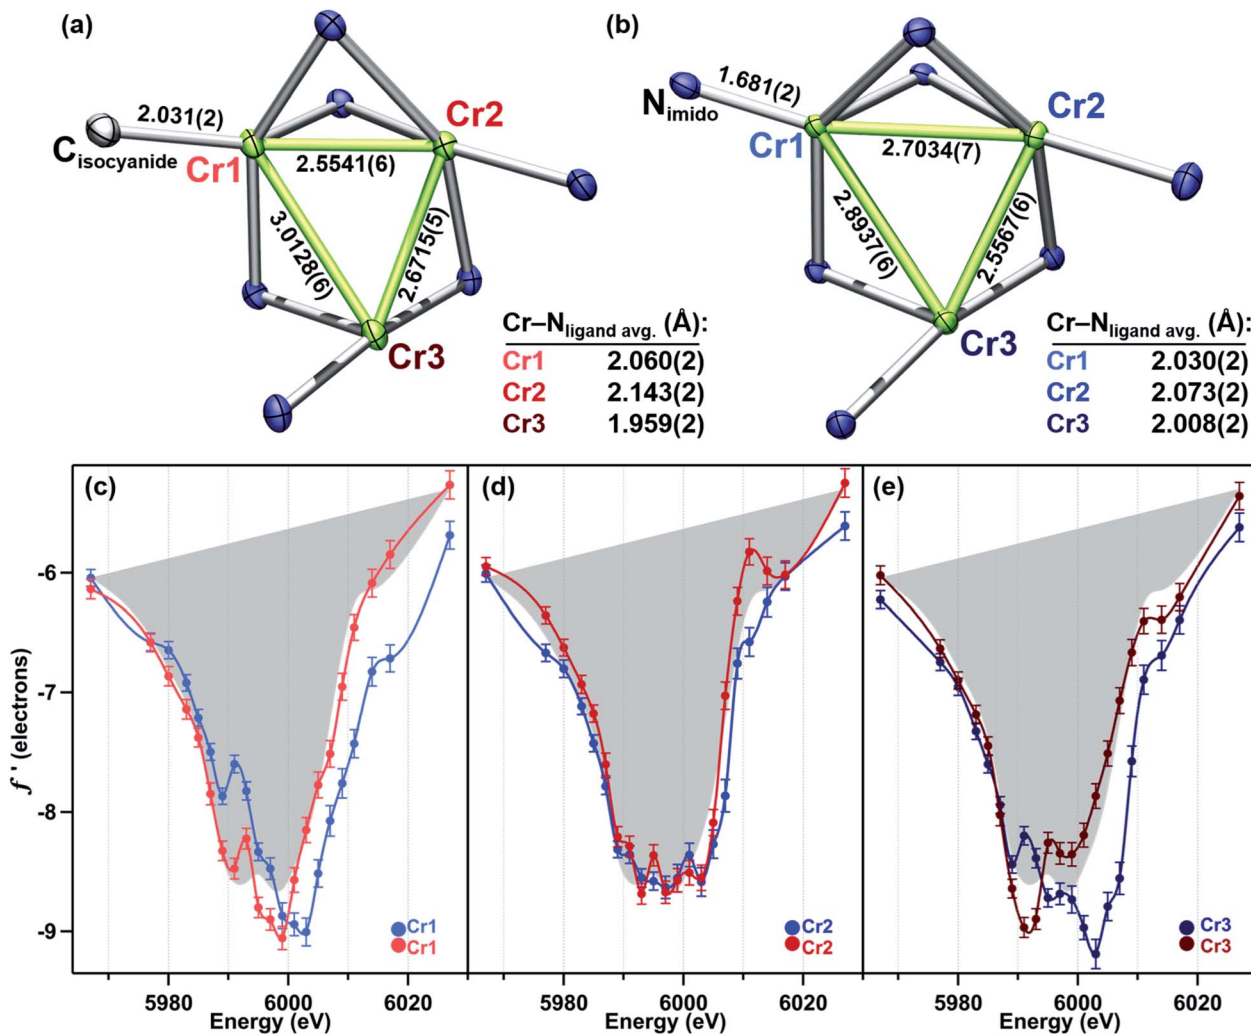 (a)
2.031(2)
C isocyanide
Cr1
Cr2
2.5541(6)
3.0128(6)
2.6715(5)
Cr3
Cr–N ligand avg. (Å):
Cr1 2.060(2)
Cr2 2.143(2)
Cr3 1.959(2)
(b)
1.681(2)
N imido
Cr1
Cr2
2.7034(7)
2.8937(6)
2.5567(6)
Cr3
Cr–N ligand avg. (Å):
Cr1 2.030(2)
Cr2 2.073(2)
Cr3 2.008(2)
(c)
(d)
(e)
f ' (electrons)
-6
-7
-8
-9
Cr1
Cr1
Cr2
Cr2
Cr3
Cr3
5980 6000 6020
5980 6000 6020
5980 6000 6020
Energy (eV)
Energy (eV)
Energy (eV)